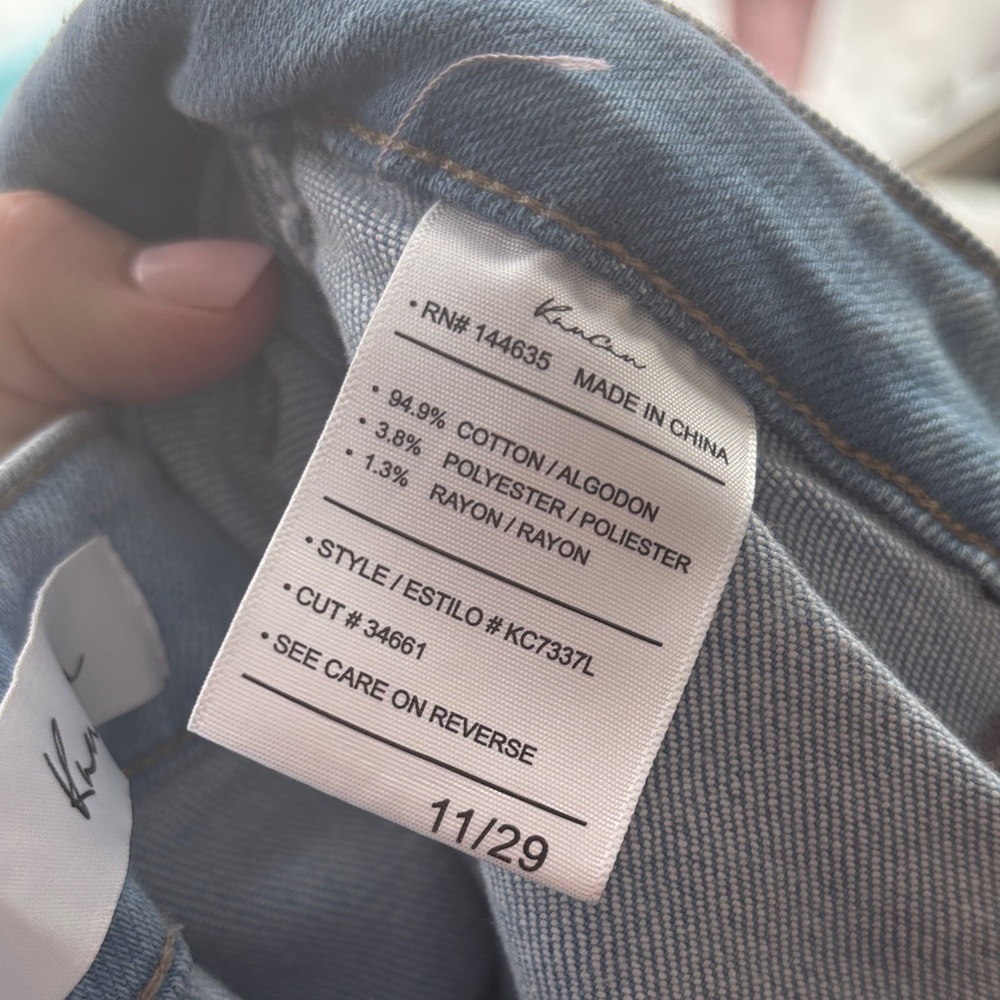 KanCan
• RN# 144635 MADE IN CHINA
• 94.9% COTTON / ALGODON
• 3.8% POLYESTER / POLIESTER
• 1.3% RAYON / RAYON
• STYLE / ESTILO # KC7337L
• CUT # 34661
• SEE CARE ON REVERSE
11/29